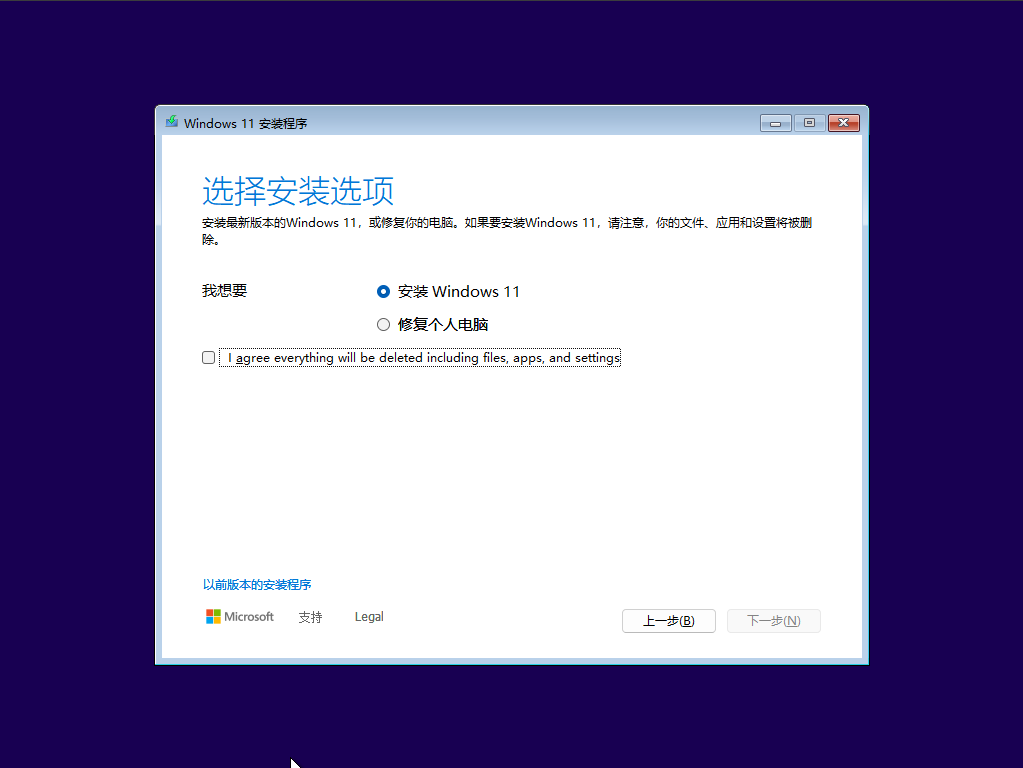 Windows 11 安装程序
选择安装选项
安装最新版本的Windows 11，或修复你的电脑。如果要安装Windows 11，请注意，你的文件、应用和设置将被删
除。
我想要
安装 Windows 11
修复个人电脑
I agree everything will be deleted including files, apps, and settings
以前版本的安装程序
Microsoft 支持 Legal
上一步(B) 下一步(N)